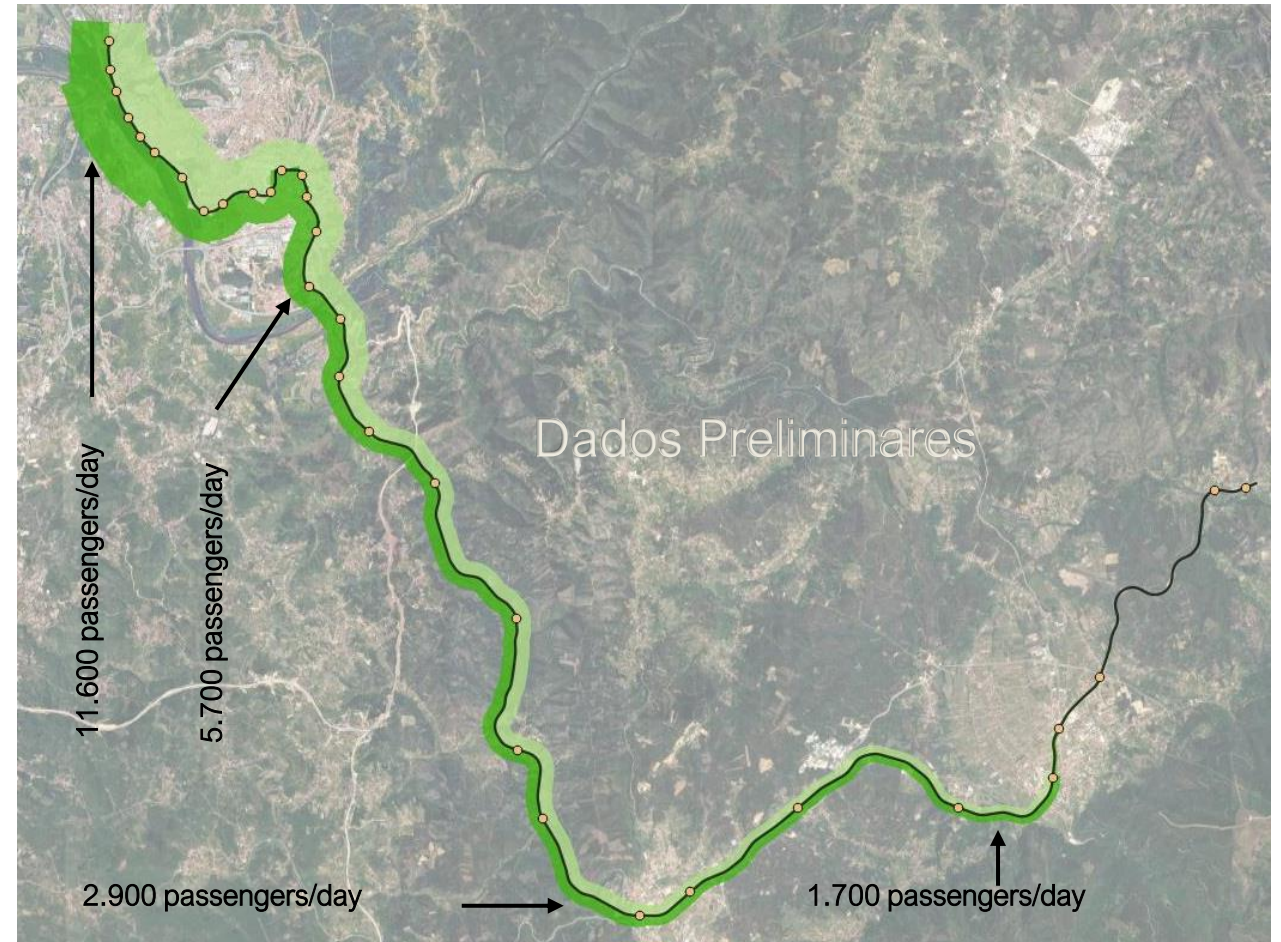 Dados Preliminares
11.600 passengers/day
5.700 passengers/day
2.900 passengers/day
1.700 passengers/day